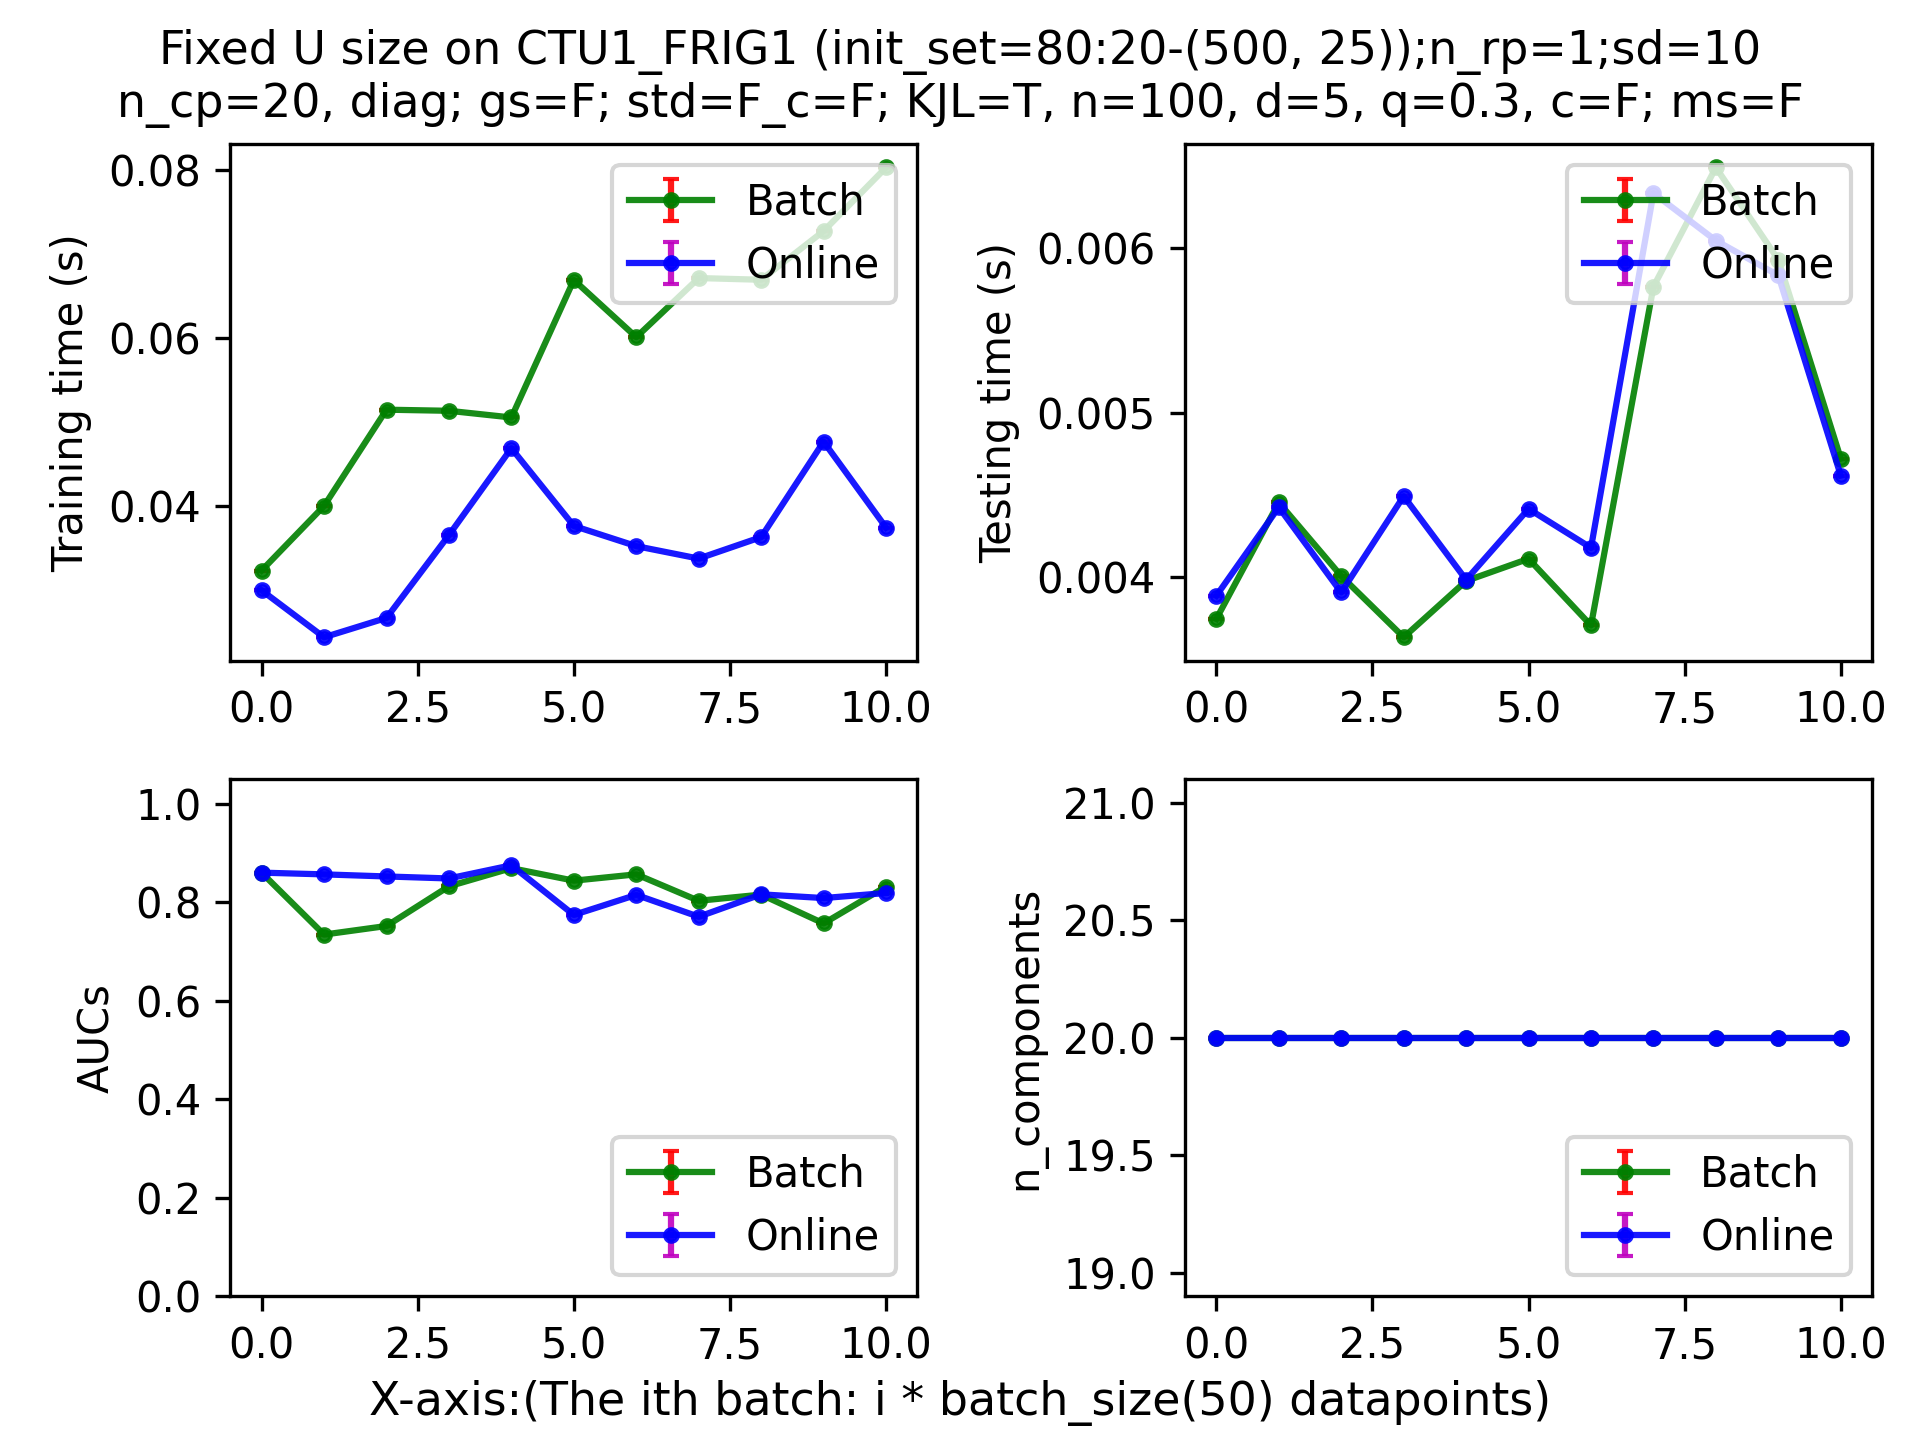 Fixed U size on CTU1_FRIG1 (init_set=80:20-(500, 25));n_rp=1;sd=10
n_cp=20, diag; gs=F; std=F_c=F; KJL=T, n=100, d=5, q=0.3, c=F; ms=F
Training time (s)
0.08
0.06
0.04
Batch
Online
0.0 2.5 5.0 7.5 10.0
Testing time (s)
0.006
0.005
0.004
Batch
Online
0.0 2.5 5.0 7.5 10.0
AUCs
1.0
0.8
0.6
0.4
0.2
0.0
Batch
Online
0.0 2.5 5.0 7.5 10.0
n_components
21.0
20.5
20.0
19.5
19.0
Batch
Online
0.0 2.5 5.0 7.5 10.0
X-axis:(The ith batch: i * batch_size(50) datapoints)